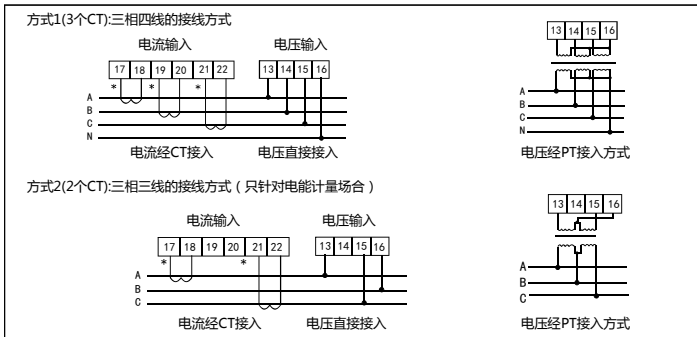 方式1(3个CT):三相四线的接线方式
电流输入 电压输入
17 18 19 20 21 22 13 14 15 16
* * *
A
B
C
N
电流经CT接入 电压直接接入
13 14 15 16
A
B
C
N
电压经PT接入方式
方式2(2个CT):三相三线的接线方式（只针对电能计量场合）
电流输入 电压输入
17 18 19 20 21 22 13 14 15 16
* *
A
B
C
电流经CT接入 电压直接接入
13 14 15 16
A
B
C
电压经PT接入方式